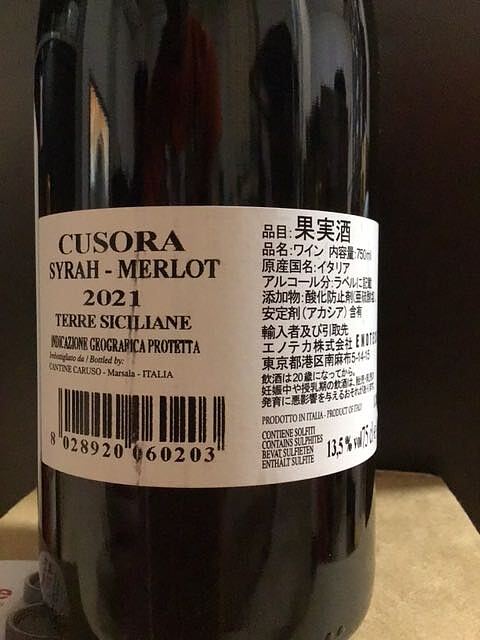 CUSORA
SYRAH - MERLOT
2021
TERRE SICILIANE
INDICAZIONE GEOGRAFICA PROTETTA
Imbottigliato da / Bottled by:
CANTINE CARUSO - Marsala - ITALIA
8 028920 060203
品目:果実酒
品名:ワイン 内容量:750ml
原産国名:イタリア
アルコール分:ラベルに記載
添加物:酸化防止剤(亜硫酸塩)、
安定剤(アカシア)含有
輸入者及び引取先
エノテカ株式会社 ENOTECA
東京都港区南麻布5-14-15
飲酒は20歳になってから。
妊娠中や授乳期の飲酒は、胎児・乳児の
発育に悪影響を与えるおそれがあります。
PRODOTTO IN ITALIA - PRODUCT OF ITALY
CONTIENE SOLFITI
CONTAINS SULPHITES
BEVAT SULFIETEN
ENTHÄLT SULFITE
13,5 % vol 75 cl e